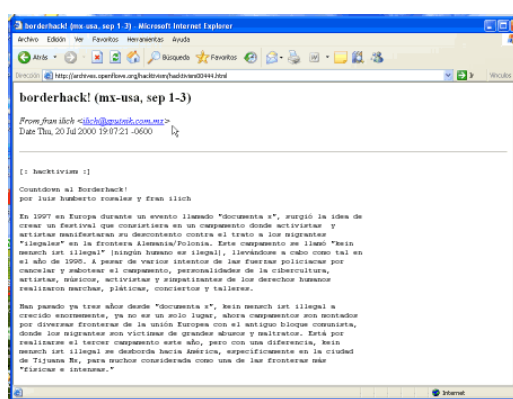 borderhack! (mx-usa, sep 1-3) - Microsoft Internet Explorer
Archivo Edición Ver Favoritos Herramientas Ayuda
Atrás Búsqueda Favoritos
Dirección http://archives.openflows.org/hacktivism/hacktivism00444.html Vínculos
borderhack! (mx-usa, sep 1-3)
From fran ilich <ilich@sputnik.com.mx>
Date Thu, 20 Jul 2000 19:07:21 -0600
[: hacktivism :]
Countdown al Borderhack!
por luis humberto rosales y fran ilich
En 1997 en Europa durante un evento llamado "documenta x", surgió la idea de
crear un festival que consistiera en un campamento donde activistas y
artistas manifestaran su descontento contra el trato a los migrantes
"ilegales" en la frontera Alemania/Polonia. Este campamento se llamó "kein
mensch ist illegal" (ningún humano es ilegal), llevándose a cabo como tal en
el año de 1998. A pesar de varios intentos de las fuerzas policiacas por
cancelar y sabotear el campamento, personalidades de la cibercultura,
artistas, músicos, activistas y simpatizantes de los derechos humanos
realizaron marchas, pláticas, conciertos y talleres.
Han pasado ya tres años desde "documenta x", kein mensch ist illegal a
crecido enormemente, ya no es un solo lugar, ahora campamentos son montados
por diversas fronteras de la unión Europea con el antiguo bloque comunista,
donde los migrantes son víctimas de grandes abusos y maltratos. Está por
realizarse el tercer campamento este año, pero con una diferencia, kein
mensch ist illegal se desborda hacia América, específicamente en la ciudad
de Tijuana Mx, para muchos considerada como una de las fronteras más
"físicas e intensas."
Internet